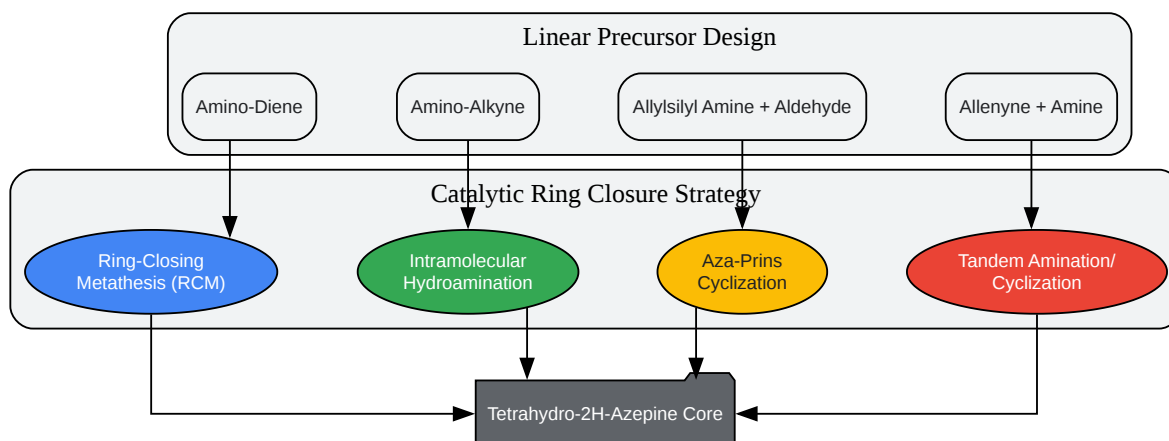 Linear Precursor Design
Amino-Diene
Amino-Alkyne
Allylsilyl Amine + Aldehyde
Allenyne + Amine
Catalytic Ring Closure Strategy
Ring-Closing
Metathesis (RCM)
Intramolecular
Hydroamination
Aza-Prins
Cyclization
Tandem Amination/
Cyclization
Tetrahydro-2H-Azepine Core